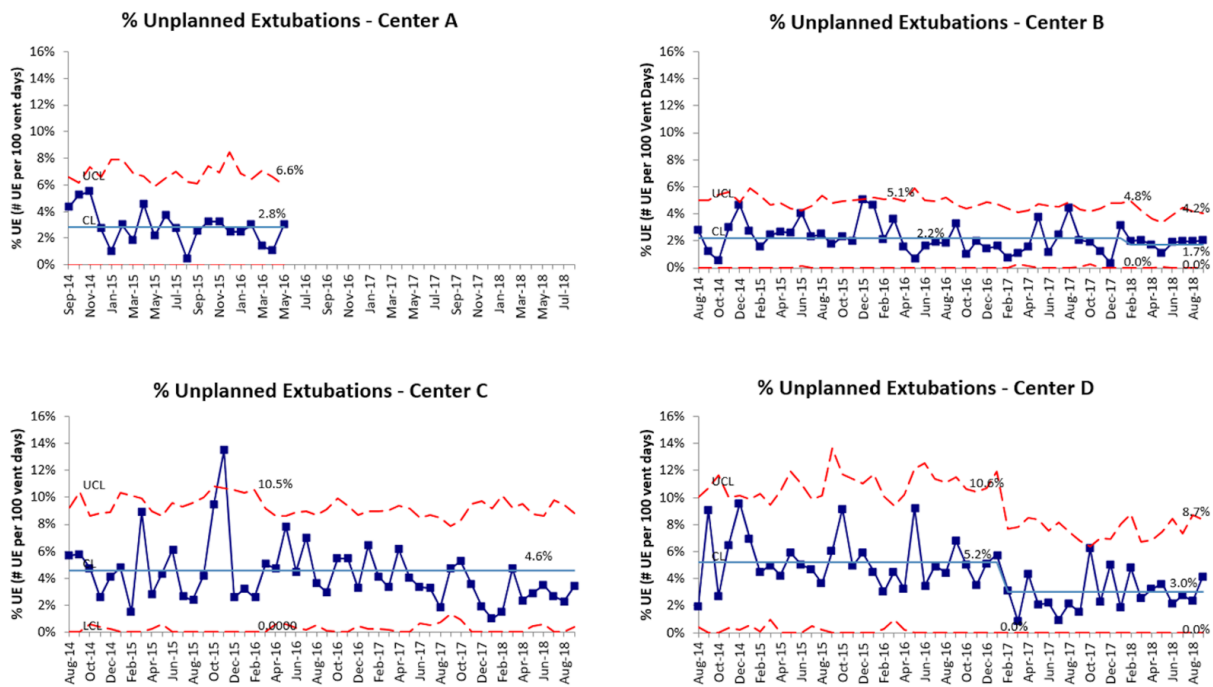 % Unplanned Extubations - Center A
% UE (# UE per 100 vent days)
16%
14%
12%
10%
8%
6%
4%
2%
0%
UCL
CL
6.6%
2.8%
Sep-14
Nov-14
Jan-15
Mar-15
May-15
Jul-15
Sep-15
Nov-15
Jan-16
Mar-16
May-16
Jul-16
Sep-16
Nov-16
Jan-17
Mar-17
May-17
Jul-17
Sep-17
Nov-17
Jan-18
Mar-18
May-18
Jul-18
% Unplanned Extubations - Center B
% UE (# UE per 100 Vent Days)
16%
14%
12%
10%
8%
6%
4%
2%
0%
UCL
CL
5.1%
2.2%
4.8%
0.0%
4.2%
1.7%
0.0%
Aug-14
Oct-14
Dec-14
Feb-15
Apr-15
Jun-15
Aug-15
Oct-15
Dec-15
Feb-16
Apr-16
Jun-16
Aug-16
Oct-16
Dec-16
Feb-17
Apr-17
Jun-17
Aug-17
Oct-17
Dec-17
Feb-18
Apr-18
Jun-18
Aug-18
% Unplanned Extubations - Center C
% UE (# UE per 100 vent days)
16%
14%
12%
10%
8%
6%
4%
2%
0%
UCL
CL
LCL
10.5%
4.6%
0.0000
Aug-14
Oct-14
Dec-14
Feb-15
Apr-15
Jun-15
Aug-15
Oct-15
Dec-15
Feb-16
Apr-16
Jun-16
Aug-16
Oct-16
Dec-16
Feb-17
Apr-17
Jun-17
Aug-17
Oct-17
Dec-17
Feb-18
Apr-18
Jun-18
Aug-18
% Unplanned Extubations - Center D
% UE (# UE per 100 vent days)
16%
14%
12%
10%
8%
6%
4%
2%
0%
UCL
CL
10.6%
5.2%
0.0%
8.7%
3.0%
0.0%
Aug-14
Oct-14
Dec-14
Feb-15
Apr-15
Jun-15
Aug-15
Oct-15
Dec-15
Feb-16
Apr-16
Jun-16
Aug-16
Oct-16
Dec-16
Feb-17
Apr-17
Jun-17
Aug-17
Oct-17
Dec-17
Feb-18
Apr-18
Jun-18
Aug-18